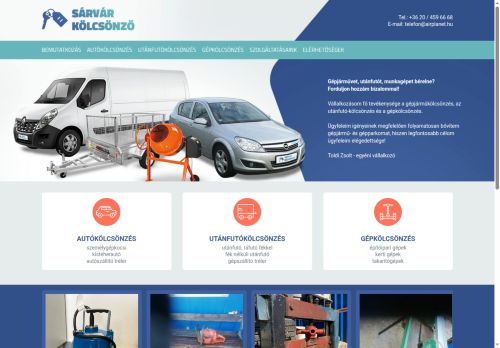 SÁRVÁR
KÖLCSÖNZŐ
Tel.: +36 20 / 459 66 68
E-mail: telefon@airplanet.hu
BEMUTATKOZÁS AUTÓKÖLCSÖNZÉS UTÁNFUTÓKÖLCSÖNZÉS GÉPKÖLCSÖNZÉS SZOLGÁLTATÁSAINK ELÉRHETŐSÉGEK
Gépjárművet, utánfutót, munkagépet bérelne?
Forduljon hozzám bizalommal!
Vállalkozásom fő tevékenysége a gépjárműkölcsönzés, az
utánfutó-kölcsönzés és a gépkölcsönzés.
Ügyfeleim igényeinek megfelelően folyamatosan bővítem
gépjármű- és gépparkomat, hiszen legfontosabb célom
ügyfeleim elégedettsége!
Toldi Zsolt - egyéni vállalkozó
AUTÓKÖLCSÖNZÉS
személygépkocsi
kisteherautó
autószállító tréler
UTÁNFUTÓKÖLCSÖNZÉS
utánfutó, ráfutó fékkel
fék nélküli utánfutó
gépszállító tréler
GÉPKÖLCSÖNZÉS
építőipari gépek
kerti gépek
takarítógépek